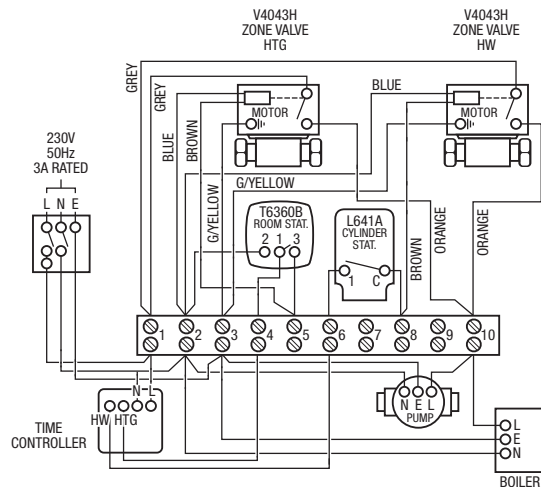 V4043H
ZONE VALVE
HTG
V4043H
ZONE VALVE
HW
GREY
GREY
BLUE
BROWN
BLUE
MOTOR
MOTOR
230V
50Hz
3A RATED
L N E
G/YELLOW
G/YELLOW
T6360B
ROOM STAT.
2 1 3
L641A
CYLINDER
STAT.
1 C
BROWN
ORANGE
ORANGE
1 2 3 4 5 6 7 8 9 10
N L
HW HTG
TIME
CONTROLLER
N E L
PUMP
L
E
N
BOILER